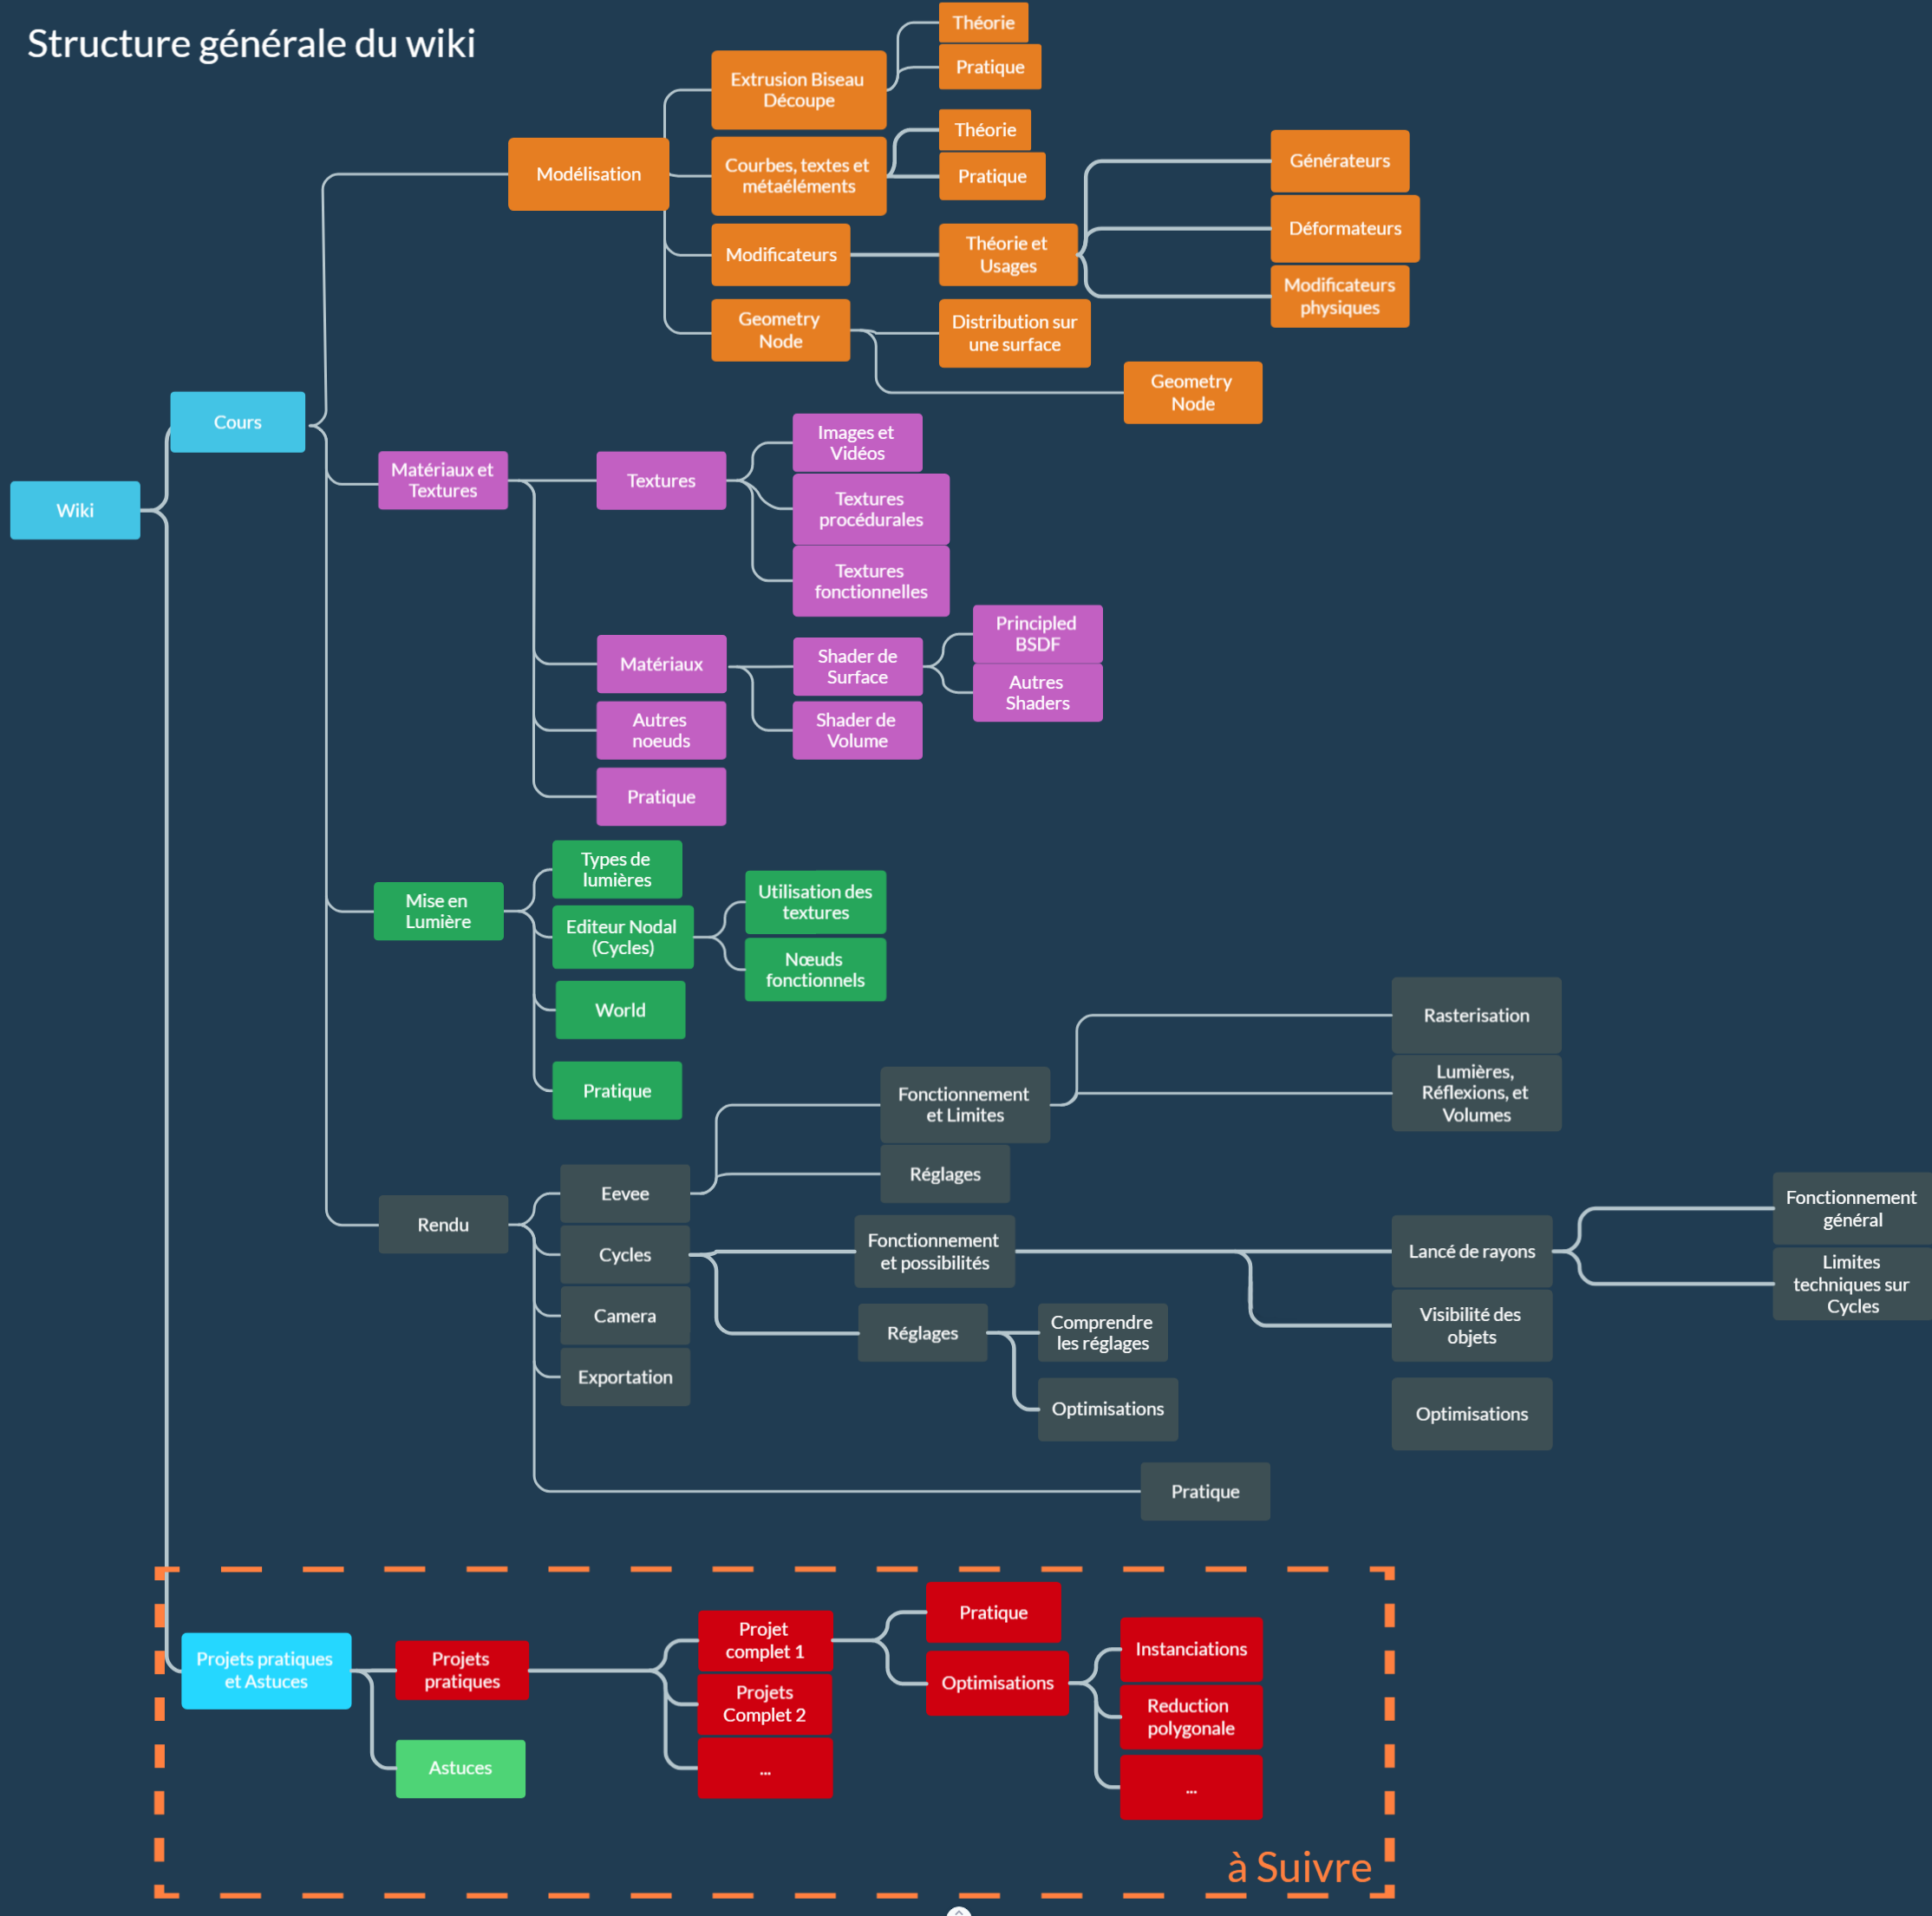 Structure générale du wiki
Wiki
Cours
Modélisation
Extrusion Biseau
Découpe
Théorie
Pratique
Courbes, textes et
métaéléments
Théorie
Pratique
Modificateurs
Théorie et
Usages
Générateurs
Déformateurs
Modificateurs
physiques
Geometry
Node
Distribution sur
une surface
Geometry
Node
Matériaux et
Textures
Textures
Images et
Vidéos
Textures
procédurales
Textures
fonctionnelles
Matériaux
Shader de
Surface
Principled
BSDF
Autres
Shaders
Shader de
Volume
Autres
noeuds
Pratique
Mise en
Lumière
Types de
lumières
Editeur Nodal
(Cycles)
Utilisation des
textures
Nœuds
fonctionnels
World
Pratique
Rendu
Eevee
Fonctionnement
et Limites
Rasterisation
Lumières,
Réflexions, et
Volumes
Réglages
Cycles
Fonctionnement
et possibilités
Lancé de rayons
Fonctionnement
général
Limites
techniques sur
Cycles
Visibilité des
objets
Réglages
Comprendre
les réglages
Optimisations
Optimisations
Camera
Exportation
Pratique
Projets pratiques
et Astuces
Projets
pratiques
Projet
complet 1
Pratique
Optimisations
Instanciations
Reduction
polygonale
...
Projets
Complet 2
...
Astuces
à Suivre